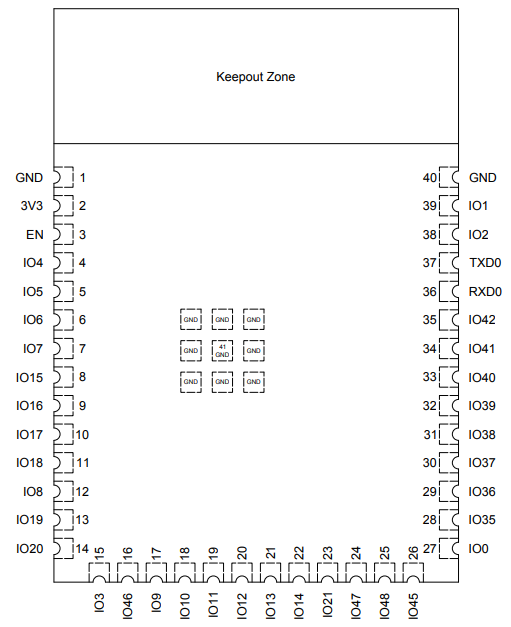 Keepout Zone
GND 1 40 GND
3V3 2 39 IO1
EN 3 38 IO2
IO4 4 37 TXD0
IO5 5 36 RXD0
IO6 6 GND GND GND 35 IO42
IO7 7 GND 41 GND GND 34 IO41
IO15 8 GND GND GND 33 IO40
IO16 9 32 IO39
IO17 10 31 IO38
IO18 11 30 IO37
IO8 12 29 IO36
IO19 13 28 IO35
IO20 14 27 IO0
15 16 17 18 19 20 21 22 23 24 25 26
IO3 IO46 IO9 IO10 IO11 IO12 IO13 IO14 IO21 IO47 IO48 IO45